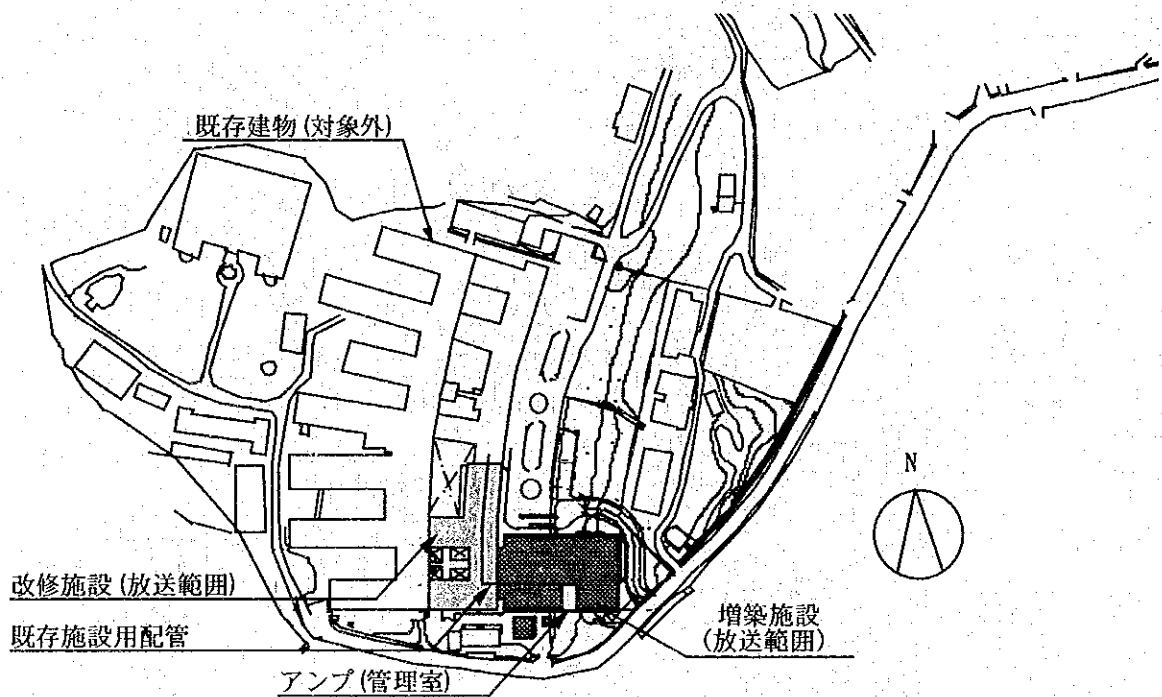 既存建物(対象外)
N
改修施設(放送範囲)
既存施設用配管
アンプ(管理室)
増築施設
(放送範囲)